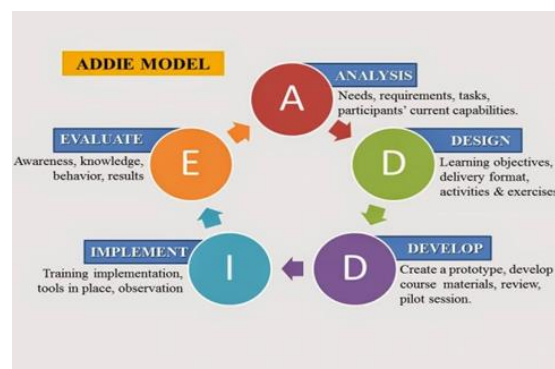 ADDIE MODEL
A
ANALYSIS
Needs, requirements, tasks,
participants' current capabilities.
D
DESIGN
Learning objectives,
delivery format,
activities & exercises
D
DEVELOP
Create a prototype, develop
course materials, review,
pilot session.
I
IMPLEMENT
Training implementation,
tools in place, observation
E
EVALUATE
Awareness, knowledge,
behavior, results